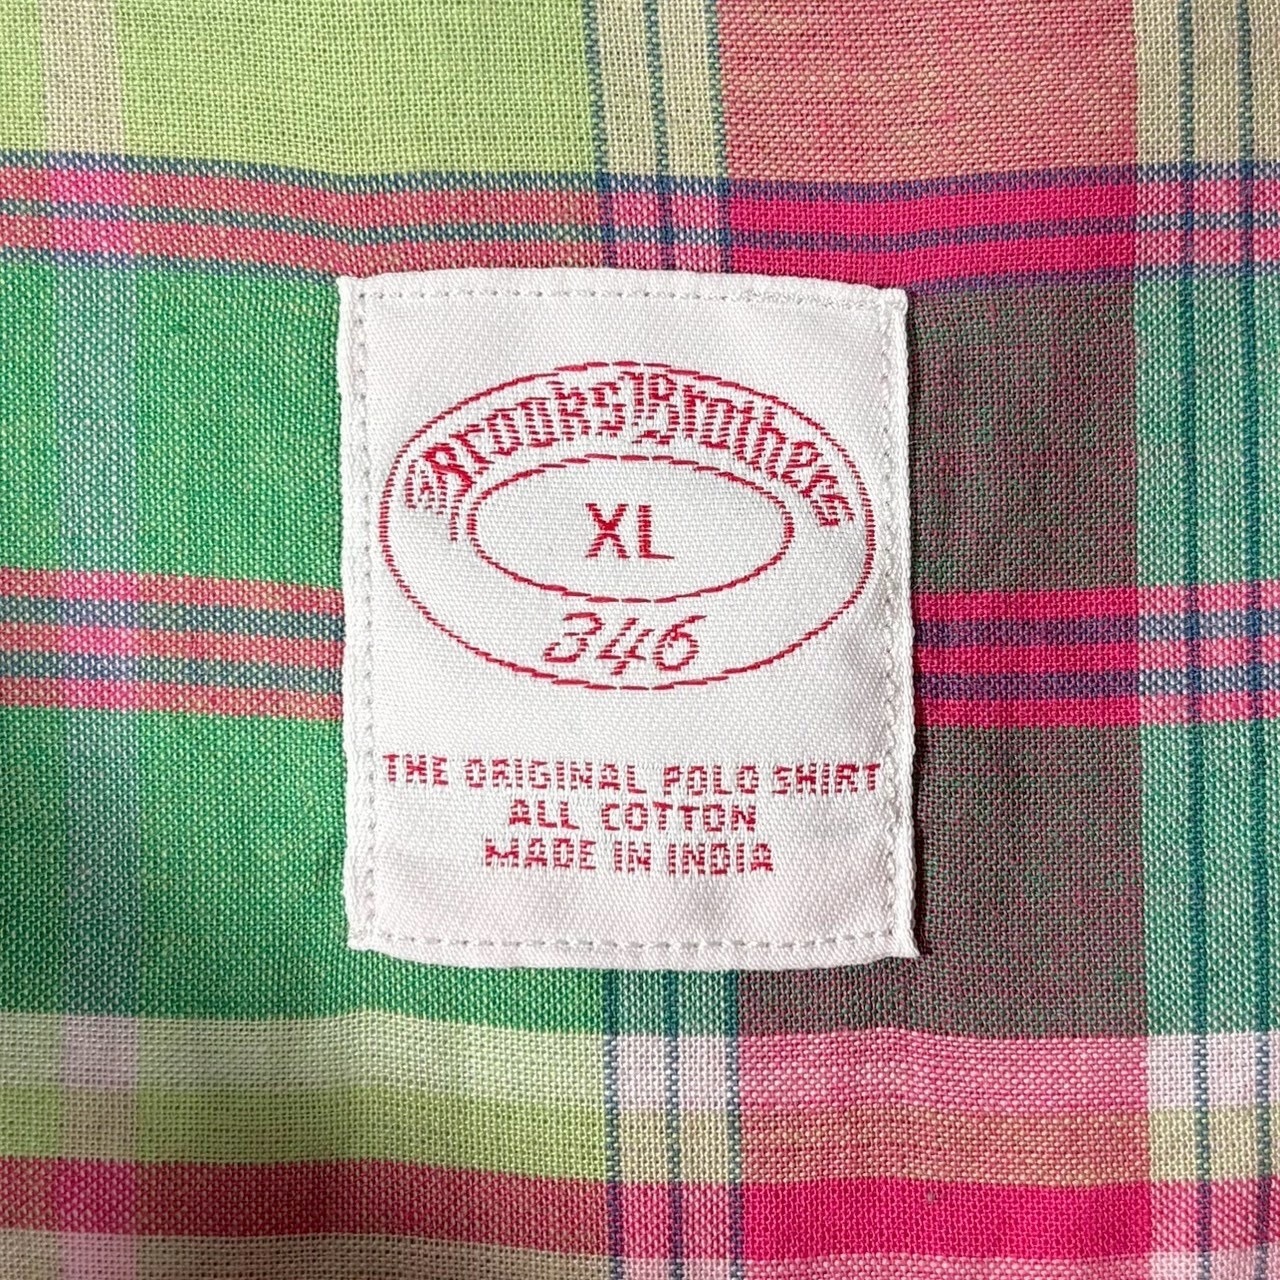 Brooks Brothers
XL
346
THE ORIGINAL POLO SHIRT
ALL COTTON
MADE IN INDIA